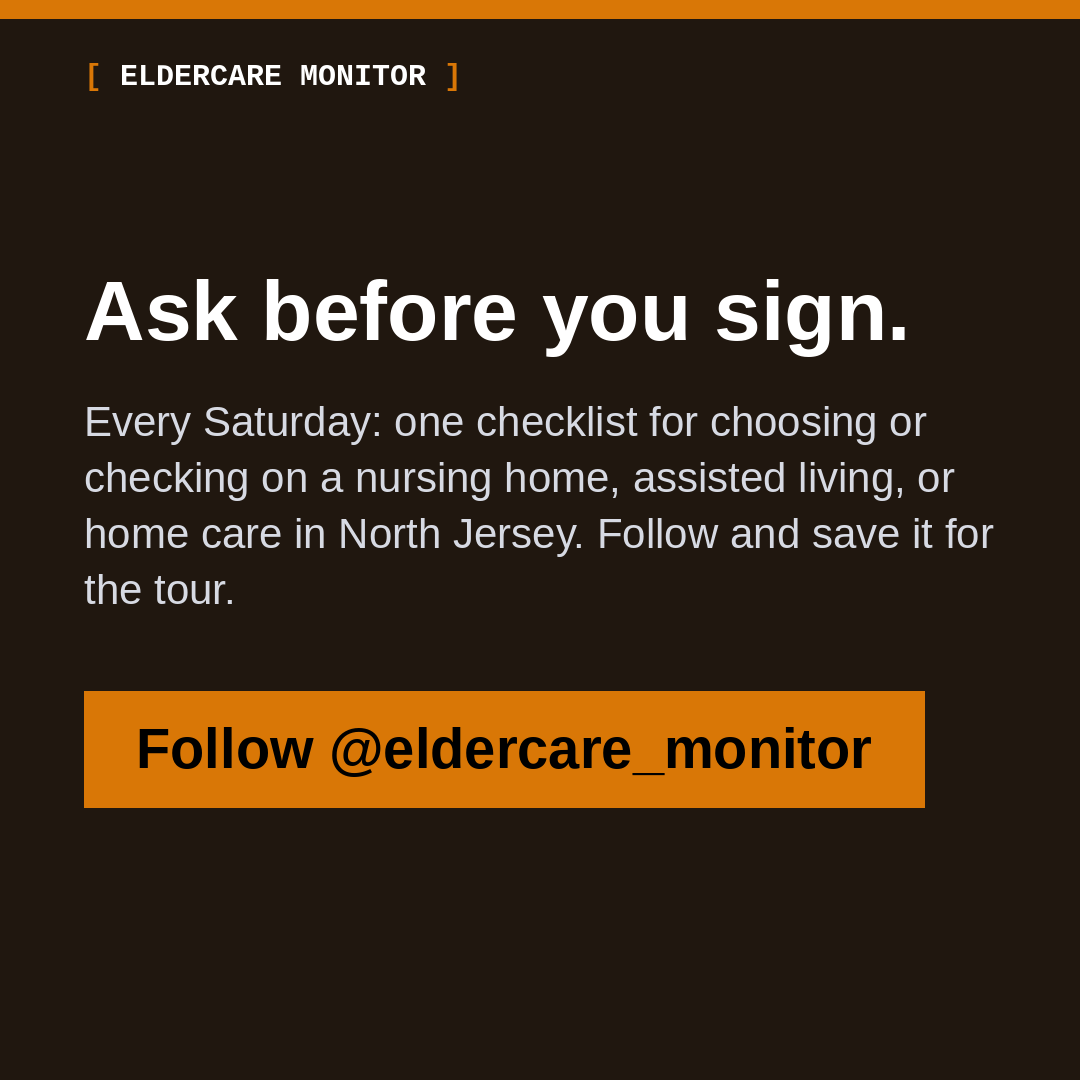 [ ELDERCARE MONITOR ]
Ask before you sign.
Every Saturday: one checklist for choosing or
checking on a nursing home, assisted living, or
home care in North Jersey. Follow and save it for
the tour.
Follow @eldercare_monitor